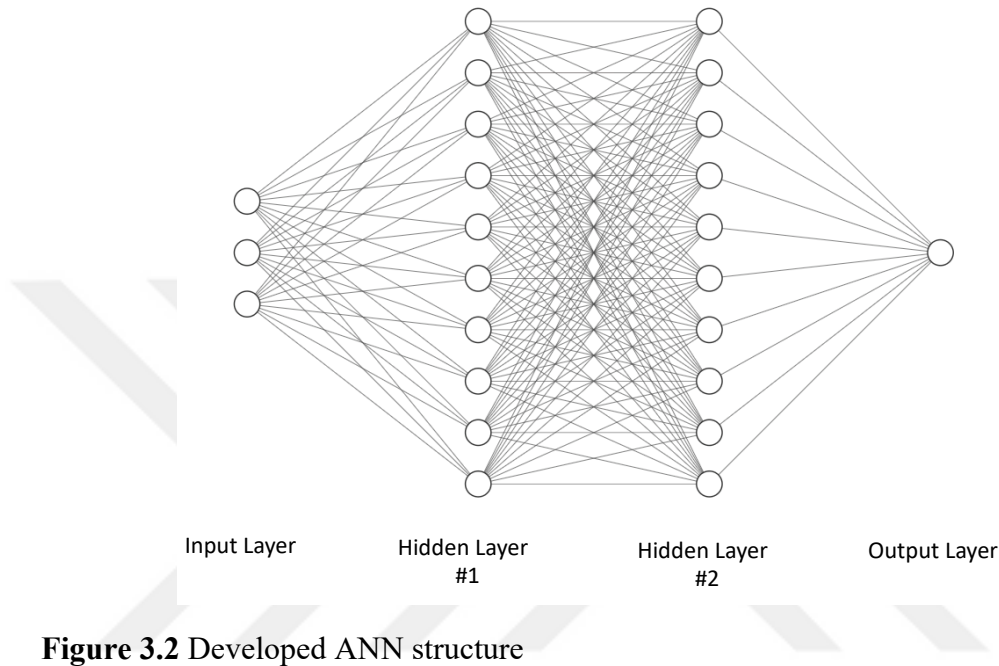 Input Layer
Hidden Layer
#1
Hidden Layer
#2
Output Layer
Figure 3.2 Developed ANN structure